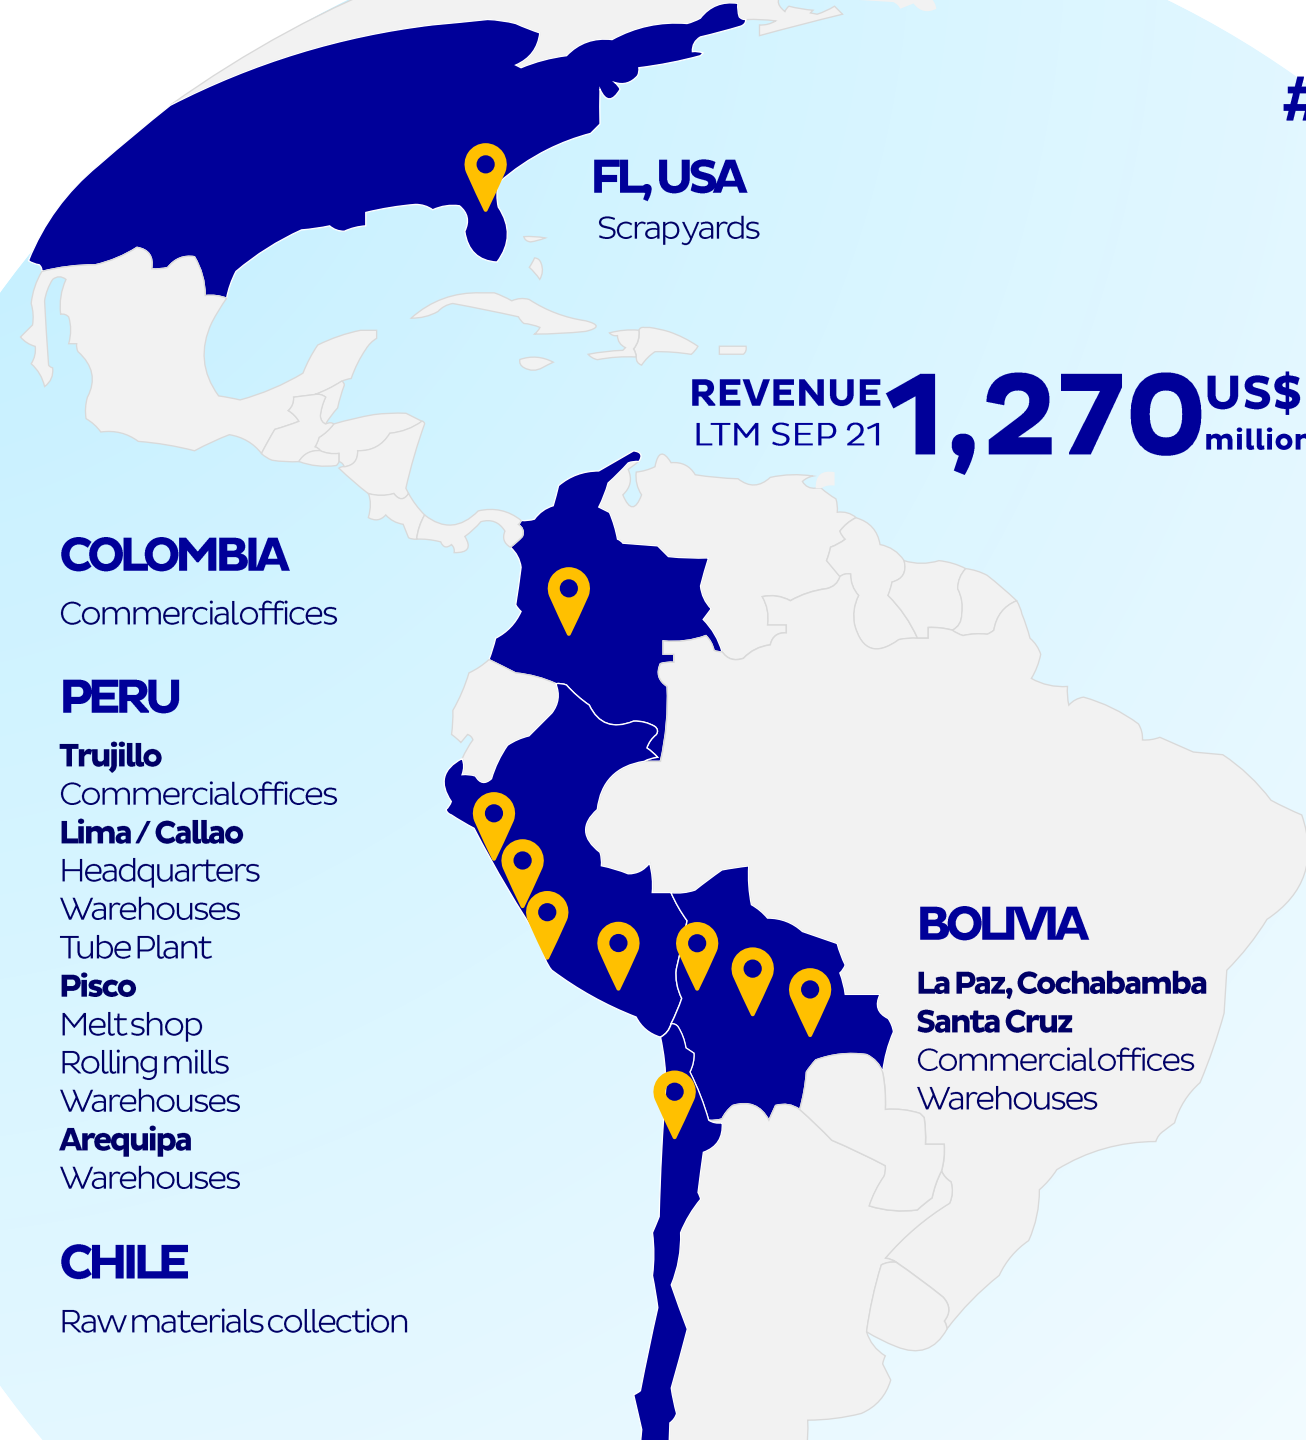 #
FL, USA
Scrap yards
REVENUE
LTM SEP 21
1,270
US$
million
COLOMBIA
Commercial offices
PERU
Trujillo
Commercial offices
Lima / Callao
Headquarters
Warehouses
Tube Plant
Pisco
Melt shop
Rolling mills
Warehouses
Arequipa
Warehouses
CHILE
Raw materials collection
BOLIVIA
La Paz, Cochabamba
Santa Cruz
Commercial offices
Warehouses